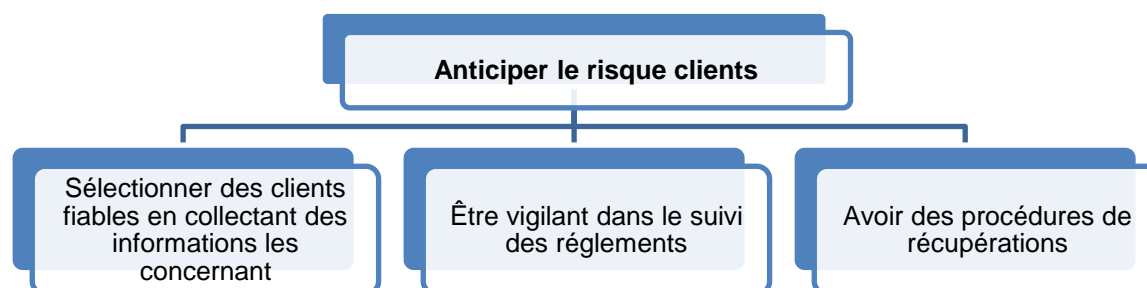 Anticiper le risque clients
Sélectionner des clients
fiables en collectant des
informations les
concernant
Être vigilant dans le suivi
des réglements
Avoir des procédures de
récupérations